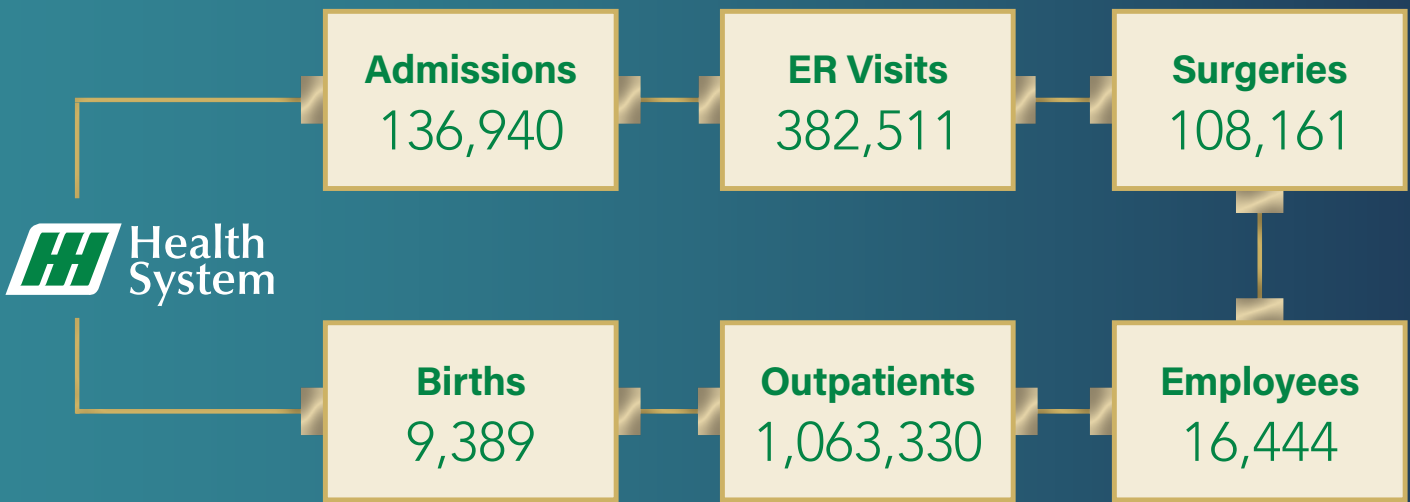 Admissions
136,940
ER Visits
382,511
Surgeries
108,161
Health
System
Births
9,389
Outpatients
1,063,330
Employees
16,444